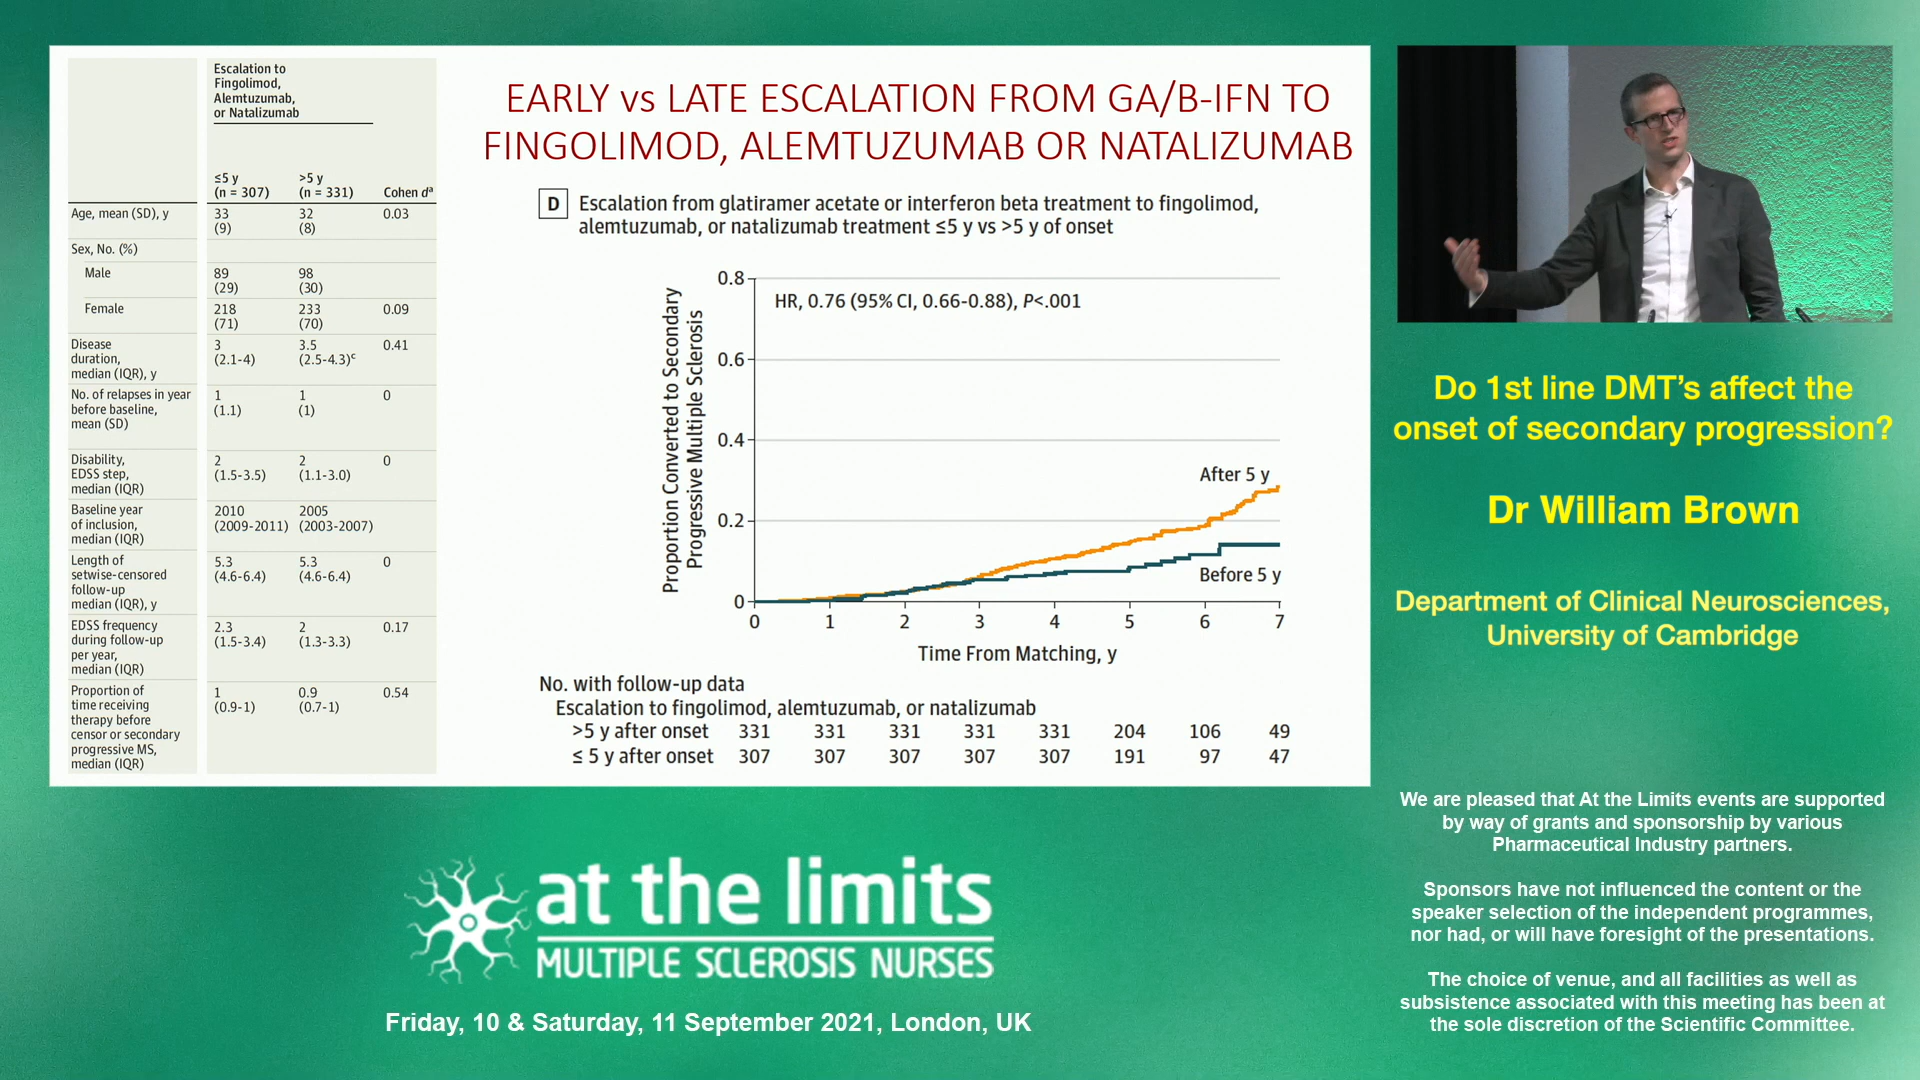 Escalation to
Fingolimod,
Alemtuzumab,
or Natalizumab
≤5 y
(n = 307)
>5 y
(n = 331)
Cohen dª
Age, mean (SD), y
33
(9)
32
(8)
0.03
Sex, No. (%)
Male
89
(29)
98
(30)
Female
218
(71)
233
(70)
0.09
Disease
duration,
median (IQR), y
3
(2.1-4)
3.5
(2.5-4.3)ᶜ
0.41
No. of relapses in year
before baseline,
mean (SD)
1
(1.1)
1
(1)
0
Disability,
EDSS step,
median (IQR)
2
(1.5-3.5)
2
(1.1-3.0)
0
Baseline year
of inclusion,
median (IQR)
2010
(2009-2011)
2005
(2003-2007)
Length of
setwise-censored
follow-up
median (IQR), y
5.3
(4.6-6.4)
5.3
(4.6-6.4)
0
EDSS frequency
during follow-up
per year,
median (IQR)
2.3
(1.5-3.4)
2
(1.3-3.3)
0.17
Proportion of
time receiving
therapy before
censor or secondary
progressive MS,
median (IQR)
1
(0.9-1)
0.9
(0.7-1)
0.54
EARLY vs LATE ESCALATION FROM GA/B-IFN TO
FINGOLIMOD, ALEMTUZUMAB OR NATALIZUMAB
D Escalation from glatiramer acetate or interferon beta treatment to fingolimod,
alemtuzumab, or natalizumab treatment ≤5 y vs >5 y of onset
Proportion Converted to Secondary
Progressive Multiple Sclerosis
0.8
0.6
0.4
0.2
0
HR, 0.76 (95% CI, 0.66-0.88), P<.001
After 5 y
Before 5 y
0 1 2 3 4 5 6 7
Time From Matching, y
No. with follow-up data
Escalation to fingolimod, alemtuzumab, or natalizumab
>5 y after onset 331 331 331 331 331 204 106 49
≤ 5 y after onset 307 307 307 307 307 191 97 47
Do 1st line DMT’s affect the
onset of secondary progression?
Dr William Brown
Department of Clinical Neurosciences,
University of Cambridge
We are pleased that At the Limits events are supported
by way of grants and sponsorship by various
Pharmaceutical Industry partners.
Sponsors have not influenced the content or the
speaker selection of the independent programmes,
nor had, or will have foresight of the presentations.
The choice of venue, and all facilities as well as
subsistence associated with this meeting has been at
the sole discretion of the Scientific Committee.
at the limits
MULTIPLE SCLEROSIS NURSES
Friday, 10 & Saturday, 11 September 2021, London, UK